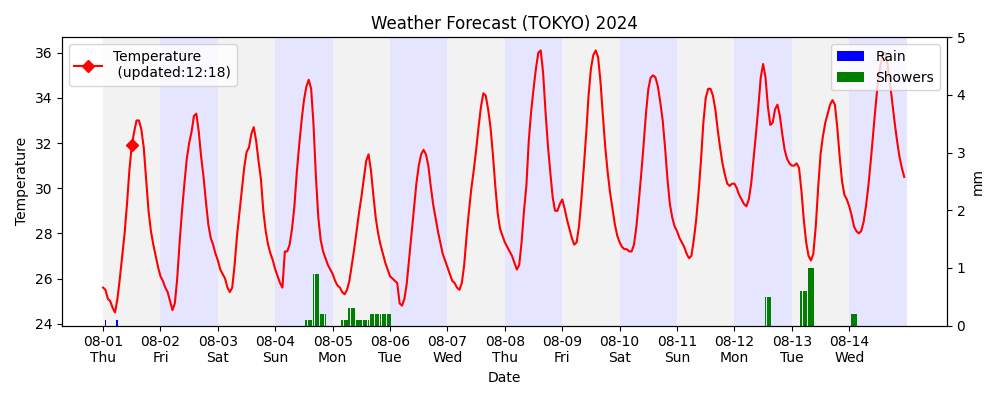 Weather Forecast (TOKYO) 2024
Temperature
(updated:12:18)
Rain
Showers
36
34
32
30
28
26
24
Temperature
5
4
3
2
1
0
mm
08-01 08-02 08-03 08-04 08-05 08-06 08-07 08-08 08-09 08-10 08-11 08-12 08-13 08-14
Thu Fri Sat Sun Mon Tue Wed Thu Fri Sat Sun Mon Tue Wed
Date